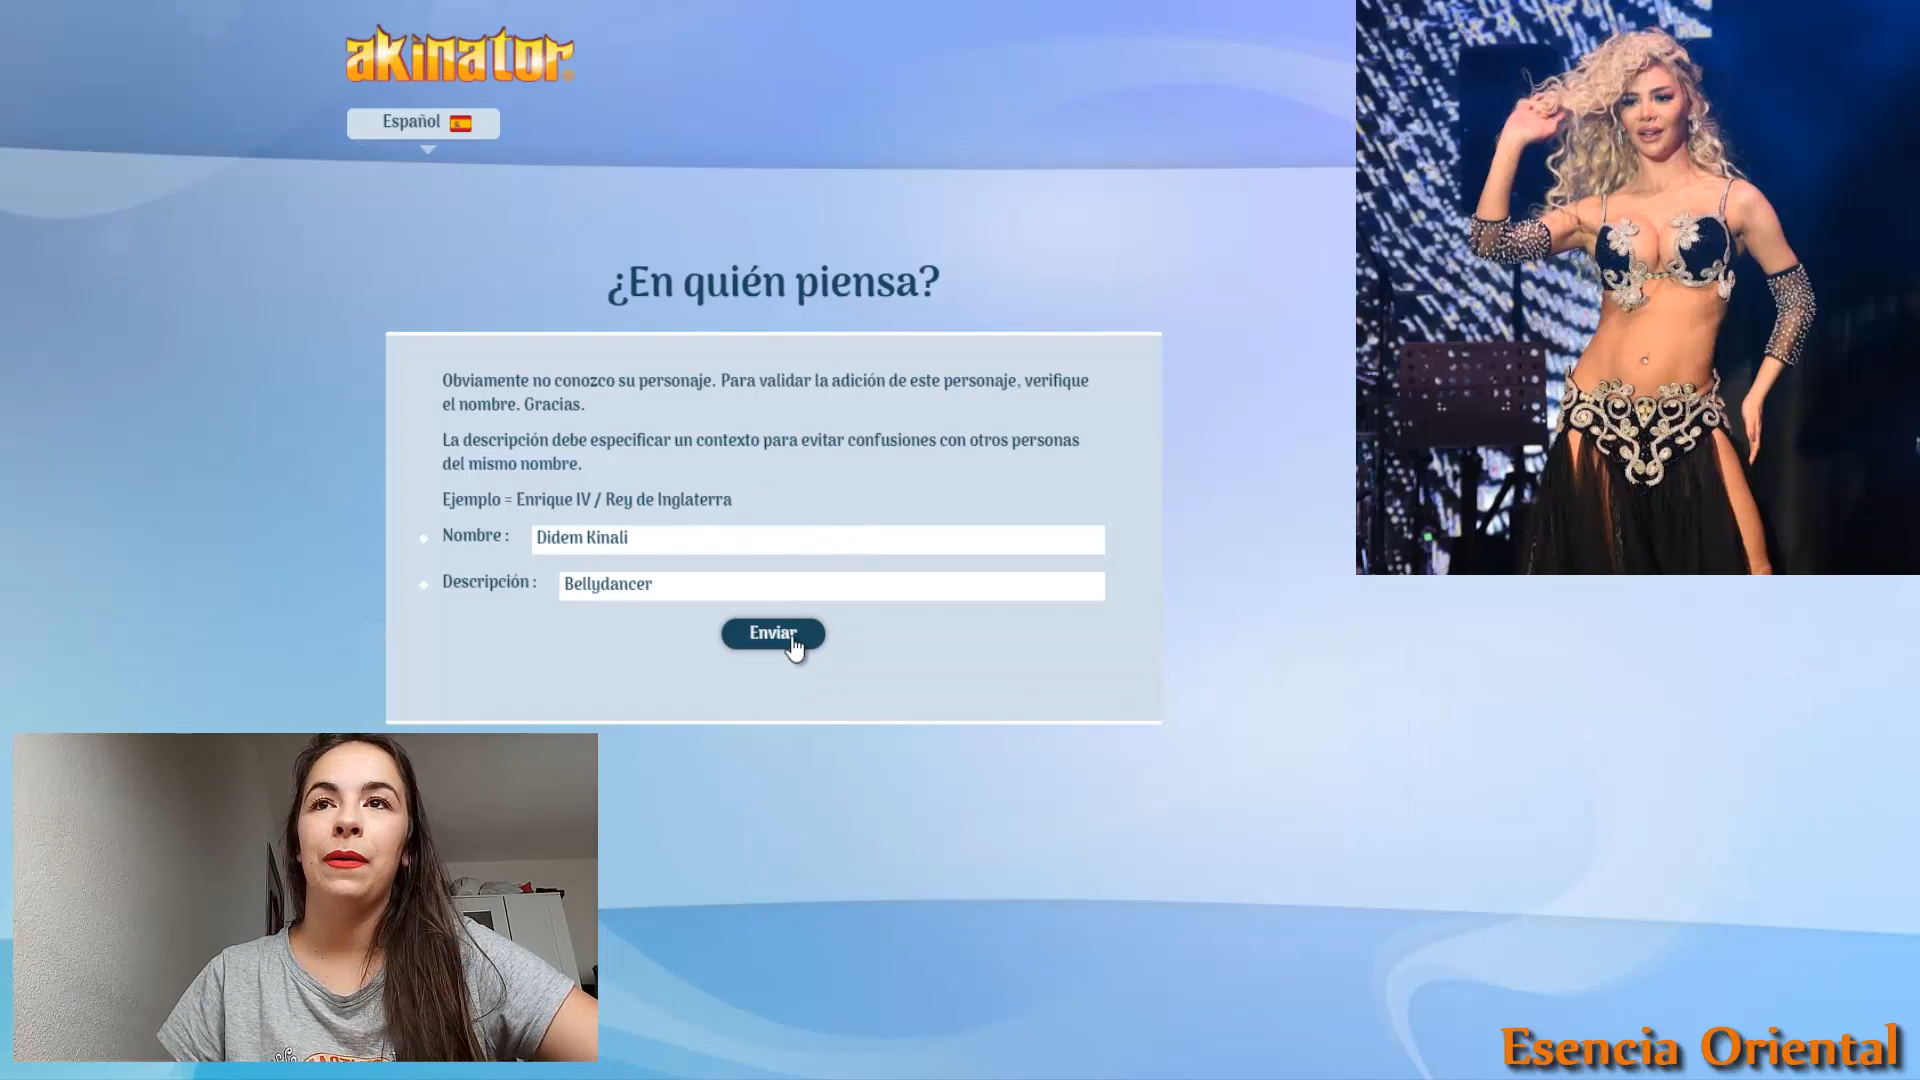 akinator
Español
¿En quién piensa?
Obviamente no conozco su personaje. Para validar la adición de este personaje, verifique
el nombre. Gracias.
La descripción debe especificar un contexto para evitar confusiones con otros personas
del mismo nombre.
Ejemplo = Enrique IV / Rey de Inglaterra
Nombre : Didem Kinali
Descripción : Bellydancer
Enviar
Esencia Oriental